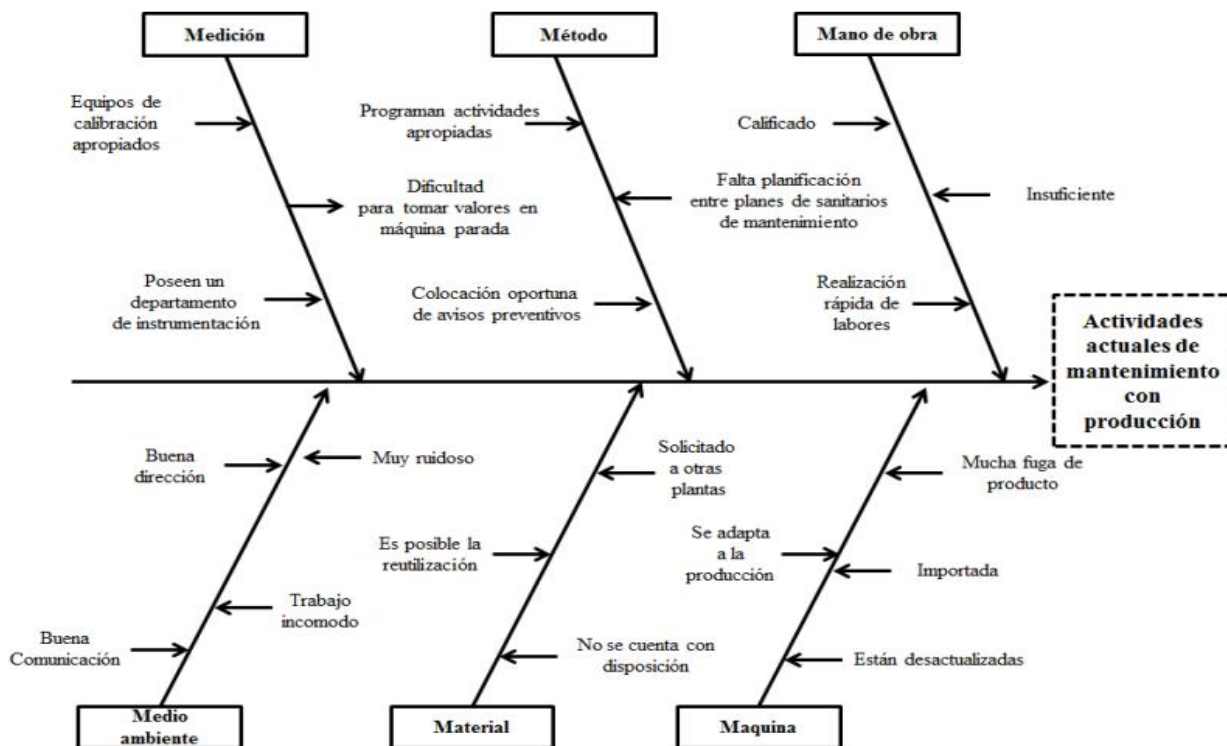 Medición
Método
Mano de obra
Equipos de
calibración
apropiados
Programan actividades
apropiadas
Calificado
Dificultad
para tomar valores en
máquina parada
Falta planificación
entre planes de sanitarios
de mantenimiento
Insuficiente
Poseen un
departamento
de instrumentación
Colocación oportuna
de avisos preventivos
Realización
rápida de
labores
Actividades
actuales de
mantenimiento
con
producción
Buena
dirección
Muy ruidoso
Solicitado
a otras
plantas
Mucha fuga de
producto
Es posible la
reutilización
Se adapta
a la
producción
Importada
Trabajo
incomodo
Buena
Comunicación
No se cuenta con
disposición
Están desactualizadas
Medio
ambiente
Material
Maquina